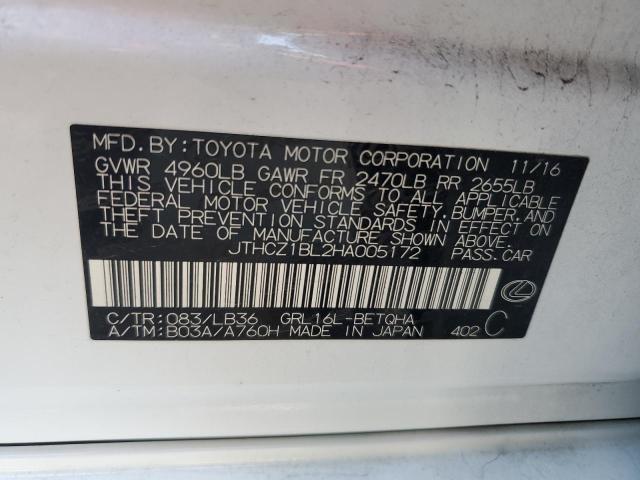 MFD. BY: TOYOTA MOTOR CORPORATION 11/16
GVWR 4960LB GAWR FR 2470LB RR 2655LB
THIS VEHICLE CONFORMS TO ALL APPLICABLE
FEDERAL MOTOR VEHICLE SAFETY, BUMPER, AND
THEFT PREVENTION STANDARDS IN EFFECT ON
THE DATE OF MANUFACTURE SHOWN ABOVE.
JTHCZ1BL2HA005172 PASS. CAR
C/TR: 083/LB36 GRL16L-BETQHA
A/TM: B03A/A760H MADE IN JAPAN 402 C